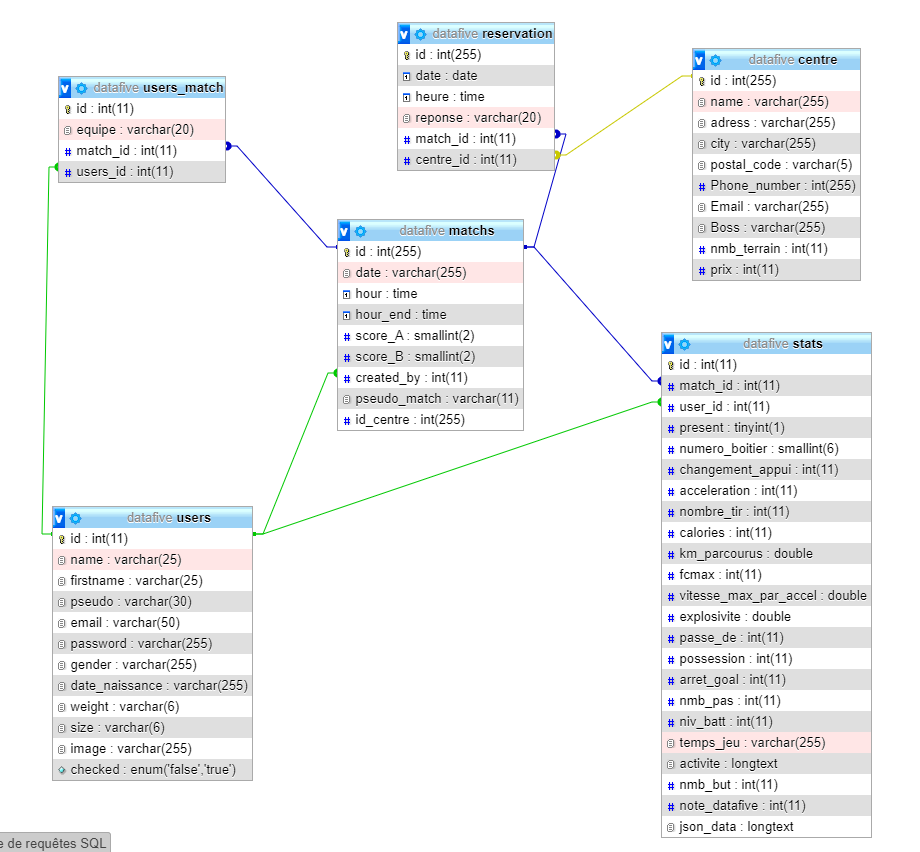 datafive reservation
id : int(255)
date : date
heure : time
reponse : varchar(20)
match_id : int(11)
centre_id : int(11)
datafive centre
id : int(255)
name : varchar(255)
adress : varchar(255)
city : varchar(255)
postal_code : varchar(5)
Phone_number : int(255)
Email : varchar(255)
Boss : varchar(255)
nmb_terrain : int(11)
prix : int(11)
datafive users_match
id : int(11)
equipe : varchar(20)
match_id : int(11)
users_id : int(11)
datafive matchs
id : int(255)
date : varchar(255)
hour : time
hour_end : time
score_A : smallint(2)
score_B : smallint(2)
created_by : int(11)
pseudo_match : varchar(11)
id_centre : int(255)
datafive stats
id : int(11)
match_id : int(11)
user_id : int(11)
present : tinyint(1)
numero_boitier : smallint(6)
changement_appui : int(11)
acceleration : int(11)
nombre_tir : int(11)
calories : int(11)
km_parcourus : double
fcmax : int(11)
vitesse_max_par_accel : double
explosivite : double
passe_de : int(11)
possession : int(11)
arret_goal : int(11)
nmb_pas : int(11)
niv_batt : int(11)
temps_jeu : varchar(255)
activite : longtext
nmb_but : int(11)
note_datafive : int(11)
json_data : longtext
datafive users
id : int(11)
name : varchar(25)
firstname : varchar(25)
pseudo : varchar(30)
email : varchar(50)
password : varchar(255)
gender : varchar(255)
date_naissance : varchar(255)
weight : varchar(6)
size : varchar(6)
image : varchar(255)
checked : enum('false','true')
e de requêtes SQL